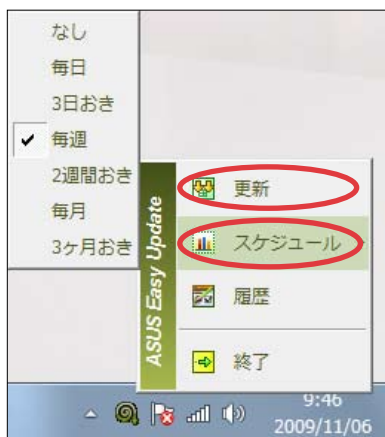 なし
毎日
3日おき
毎週
2週間おき
毎月
3ヶ月おき
ASUS Easy Update
更新
スケジュール
履歴
終了
9:46
2009/11/06